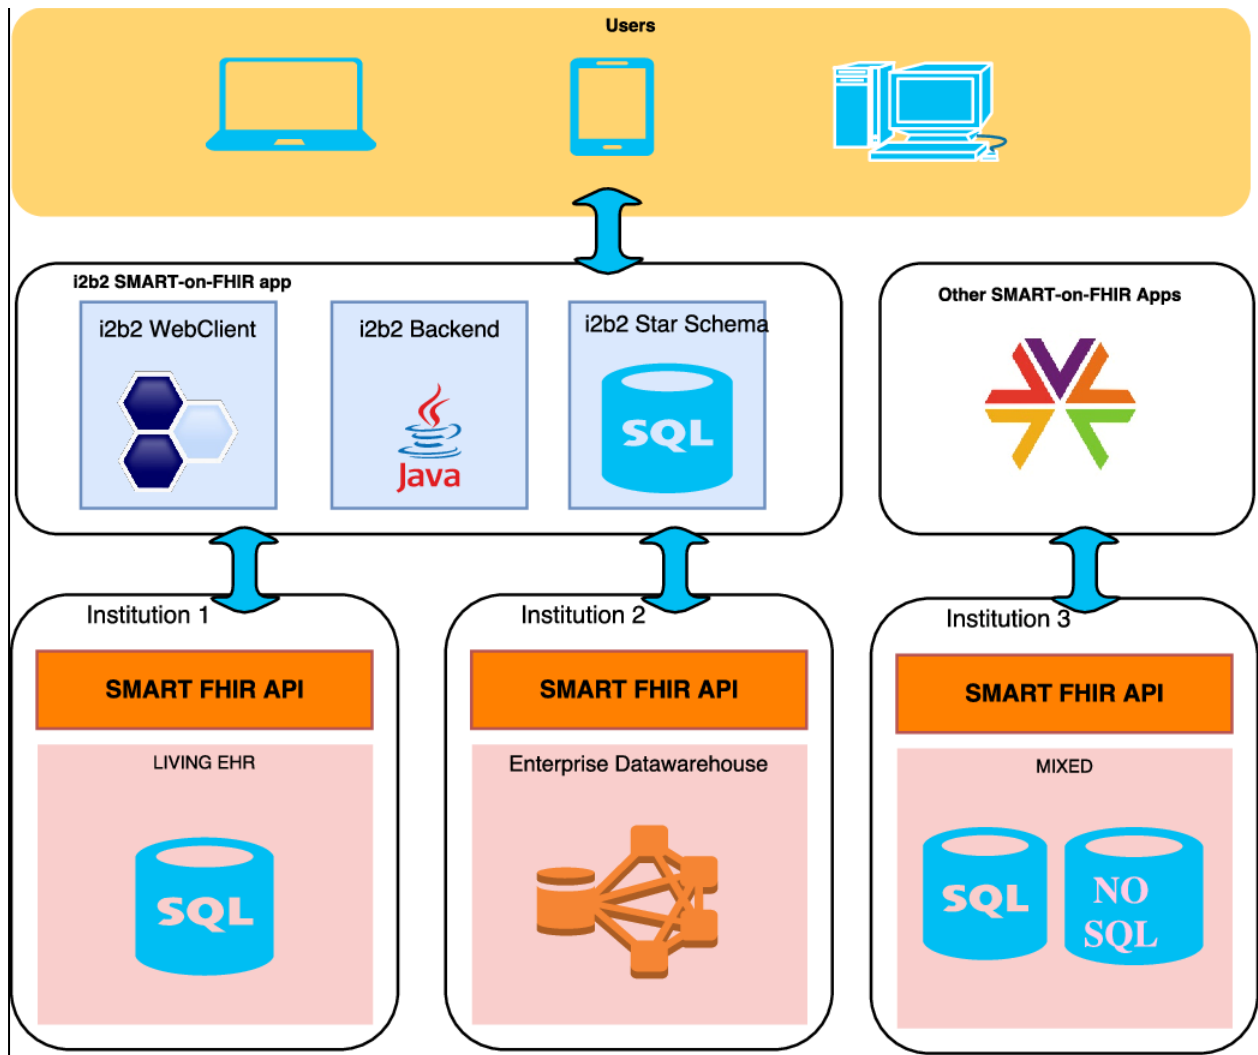 Users
i2b2 SMART-on-FHIR app
i2b2 WebClient
i2b2 Backend
Java
i2b2 Star Schema
SQL
Other SMART-on-FHIR Apps
Institution 1
SMART FHIR API
LIVING EHR
SQL
Institution 2
SMART FHIR API
Enterprise Datawarehouse
Institution 3
SMART FHIR API
MIXED
SQL
NO
SQL